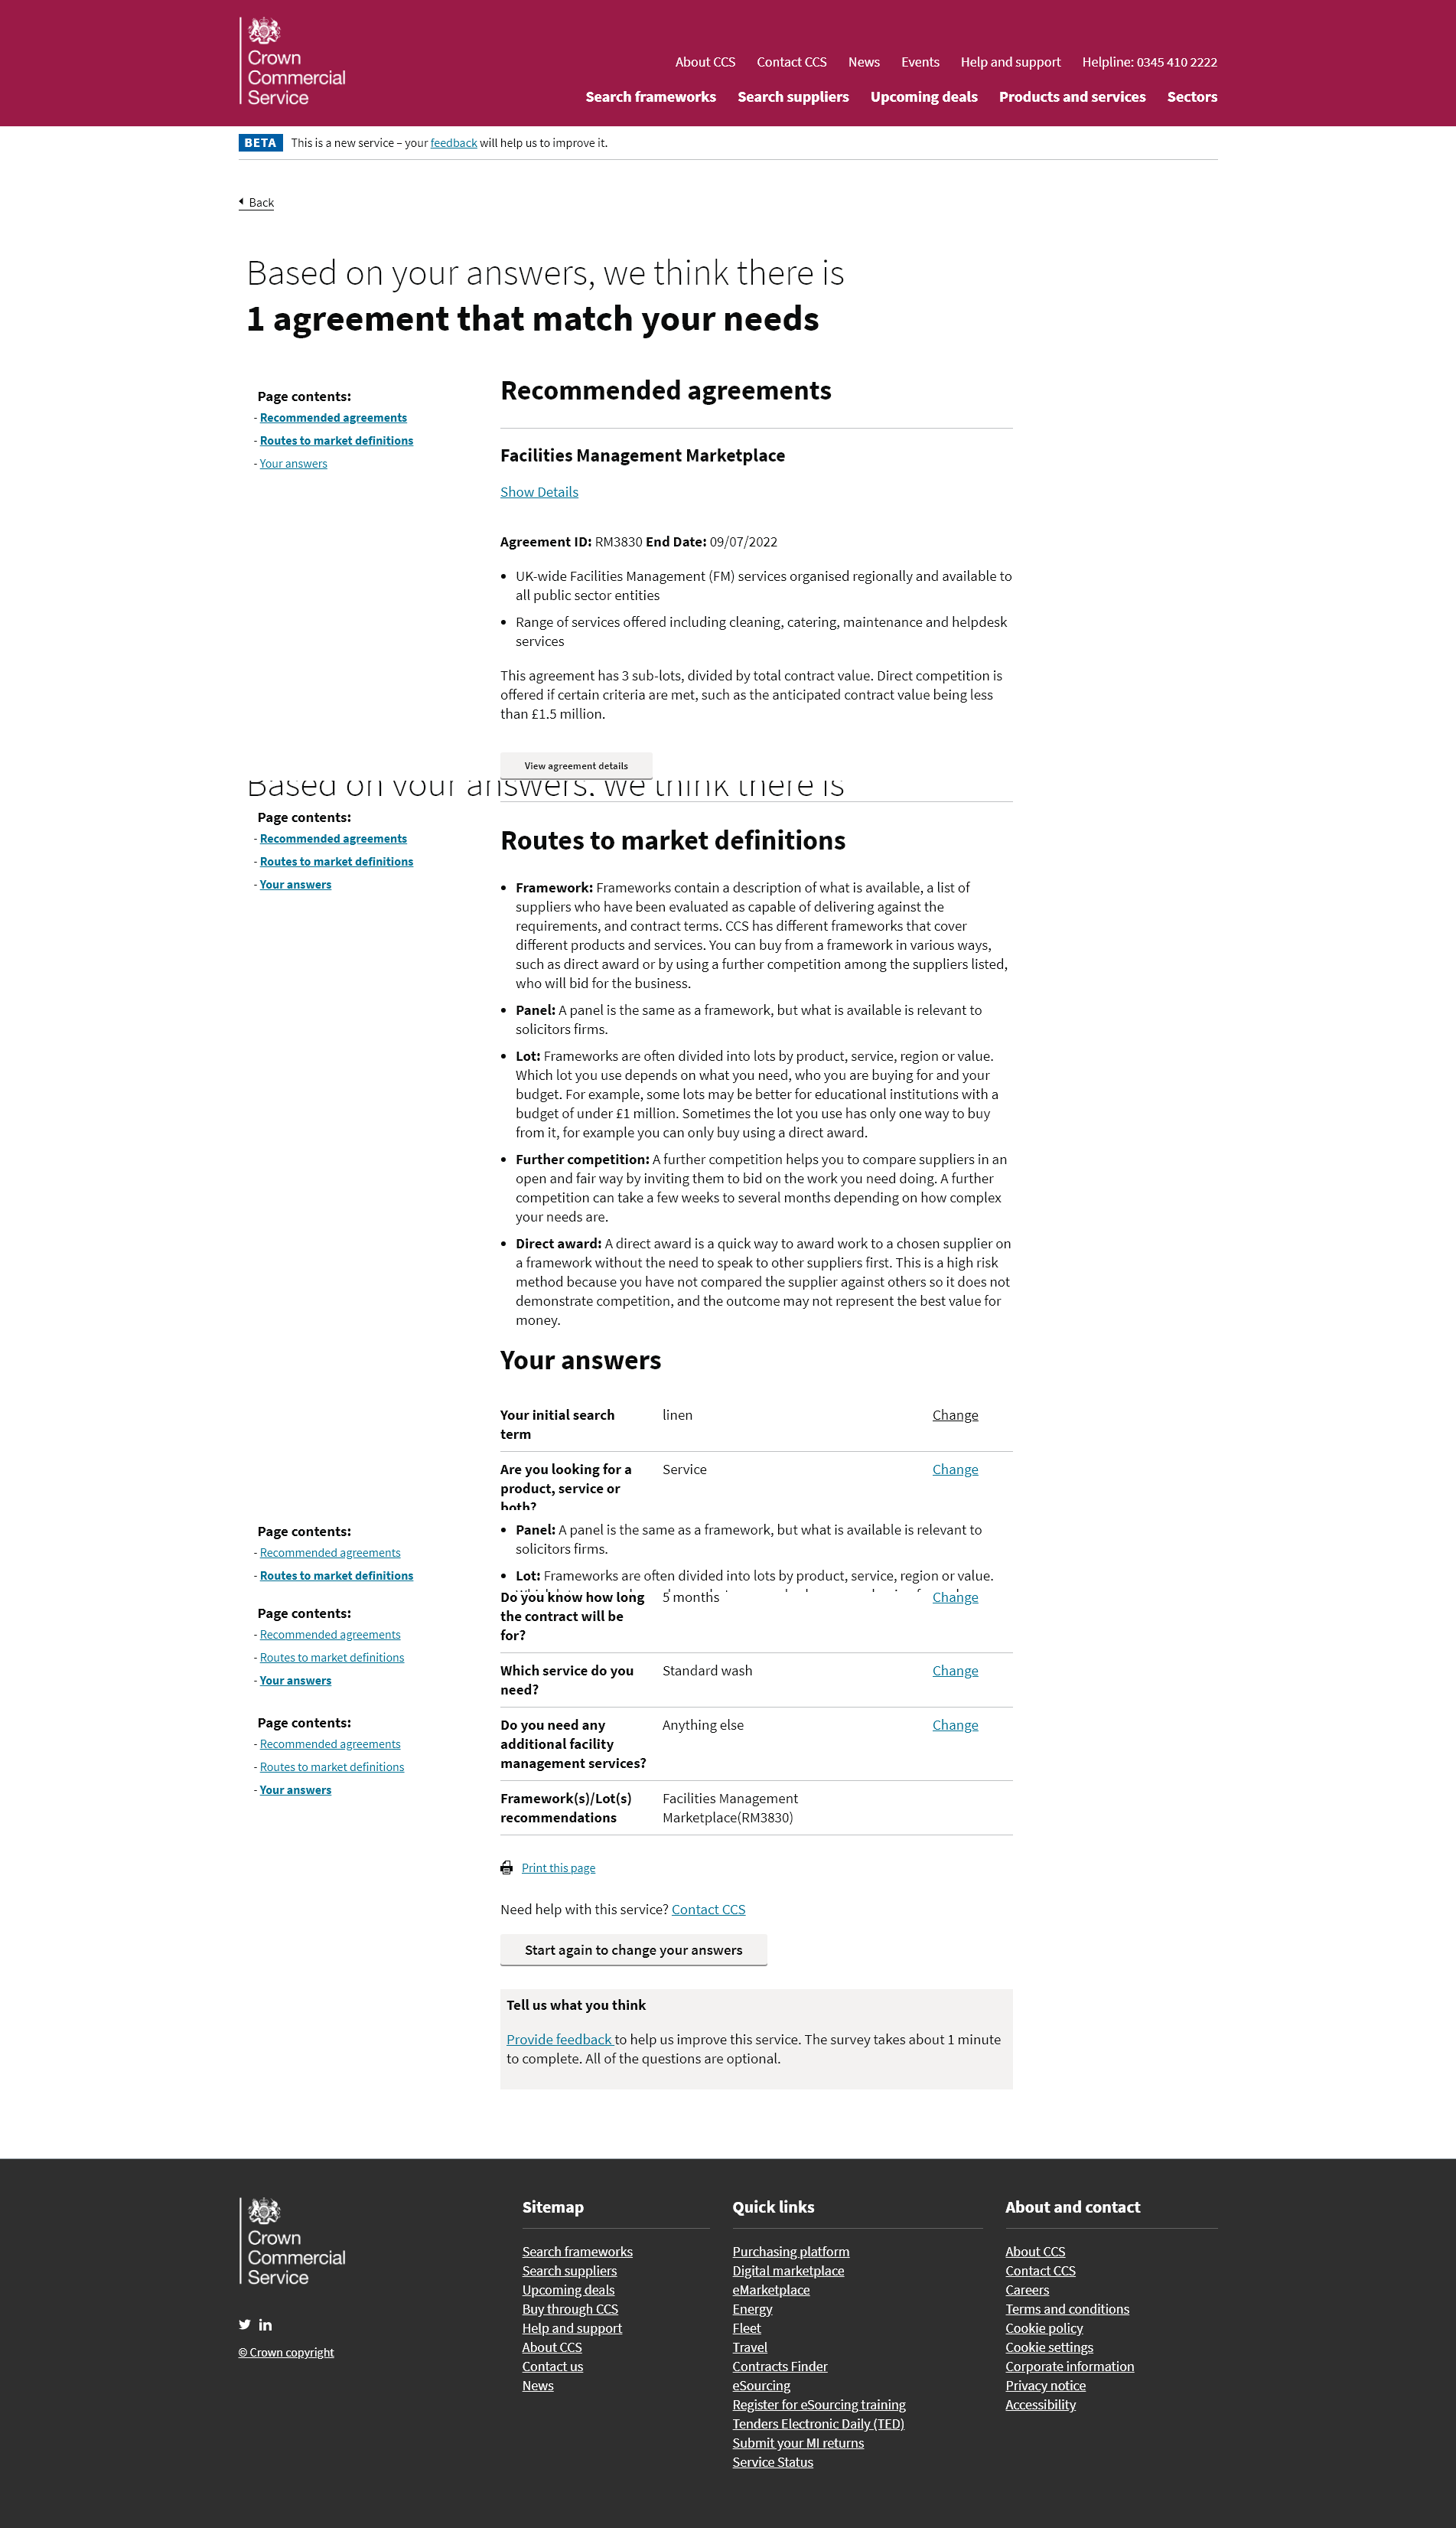 Crown
Commercial
Service
About CCS Contact CCS News Events Help and support Helpline: 0345 410 2222
Search frameworks Search suppliers Upcoming deals Products and services Sectors
BETA This is a new service – your feedback will help us to improve it.
Back
Based on your answers, we think there is
1 agreement that match your needs
Page contents:
- Recommended agreements
- Routes to market definitions
- Your answers
Recommended agreements
Facilities Management Marketplace
Show Details
Agreement ID: RM3830 End Date: 09/07/2022
• UK-wide Facilities Management (FM) services organised regionally and available to
all public sector entities
• Range of services offered including cleaning, catering, maintenance and helpdesk
services
This agreement has 3 sub-lots, divided by total contract value. Direct competition is
offered if certain criteria are met, such as the anticipated contract value being less
than £1.5 million.
View agreement details
Based on your answers, we think there is
Page contents:
- Recommended agreements
- Routes to market definitions
- Your answers
Routes to market definitions
• Framework: Frameworks contain a description of what is available, a list of
suppliers who have been evaluated as capable of delivering against the
requirements, and contract terms. CCS has different frameworks that cover
different products and services. You can buy from a framework in various ways,
such as direct award or by using a further competition among the suppliers listed,
who will bid for the business.
• Panel: A panel is the same as a framework, but what is available is relevant to
solicitors firms.
• Lot: Frameworks are often divided into lots by product, service, region or value.
Which lot you use depends on what you need, who you are buying for and your
budget. For example, some lots may be better for educational institutions with a
budget of under £1 million. Sometimes the lot you use has only one way to buy
from it, for example you can only buy using a direct award.
• Further competition: A further competition helps you to compare suppliers in an
open and fair way by inviting them to bid on the work you need doing. A further
competition can take a few weeks to several months depending on how complex
your needs are.
• Direct award: A direct award is a quick way to award work to a chosen supplier on
a framework without the need to speak to other suppliers first. This is a high risk
method because you have not compared the supplier against others so it does not
demonstrate competition, and the outcome may not represent the best value for
money.
Your answers
Your initial search linen Change
term
Are you looking for a Service Change
product, service or
both?
Page contents:
- Recommended agreements
- Routes to market definitions
• Panel: A panel is the same as a framework, but what is available is relevant to
solicitors firms.
• Lot: Frameworks are often divided into lots by product, service, region or value.
Do you know how long 5 months Change
the contract will be
for?
Page contents:
- Recommended agreements
- Routes to market definitions
- Your answers
Which service do you Standard wash Change
need?
Do you need any Anything else Change
additional facility
management services?
Page contents:
- Recommended agreements
- Routes to market definitions
- Your answers
Framework(s)/Lot(s) Facilities Management
recommendations Marketplace(RM3830)
Print this page
Need help with this service? Contact CCS
Start again to change your answers
Tell us what you think
Provide feedback to help us improve this service. The survey takes about 1 minute
to complete. All of the questions are optional.
Crown
Commercial
Service
© Crown copyright
Sitemap
Search frameworks
Search suppliers
Upcoming deals
Buy through CCS
Help and support
About CCS
Contact us
News
Quick links
Purchasing platform
Digital marketplace
eMarketplace
Energy
Fleet
Travel
Contracts Finder
eSourcing
Register for eSourcing training
Tenders Electronic Daily (TED)
Submit your MI returns
Service Status
About and contact
About CCS
Contact CCS
Careers
Terms and conditions
Cookie policy
Cookie settings
Corporate information
Privacy notice
Accessibility